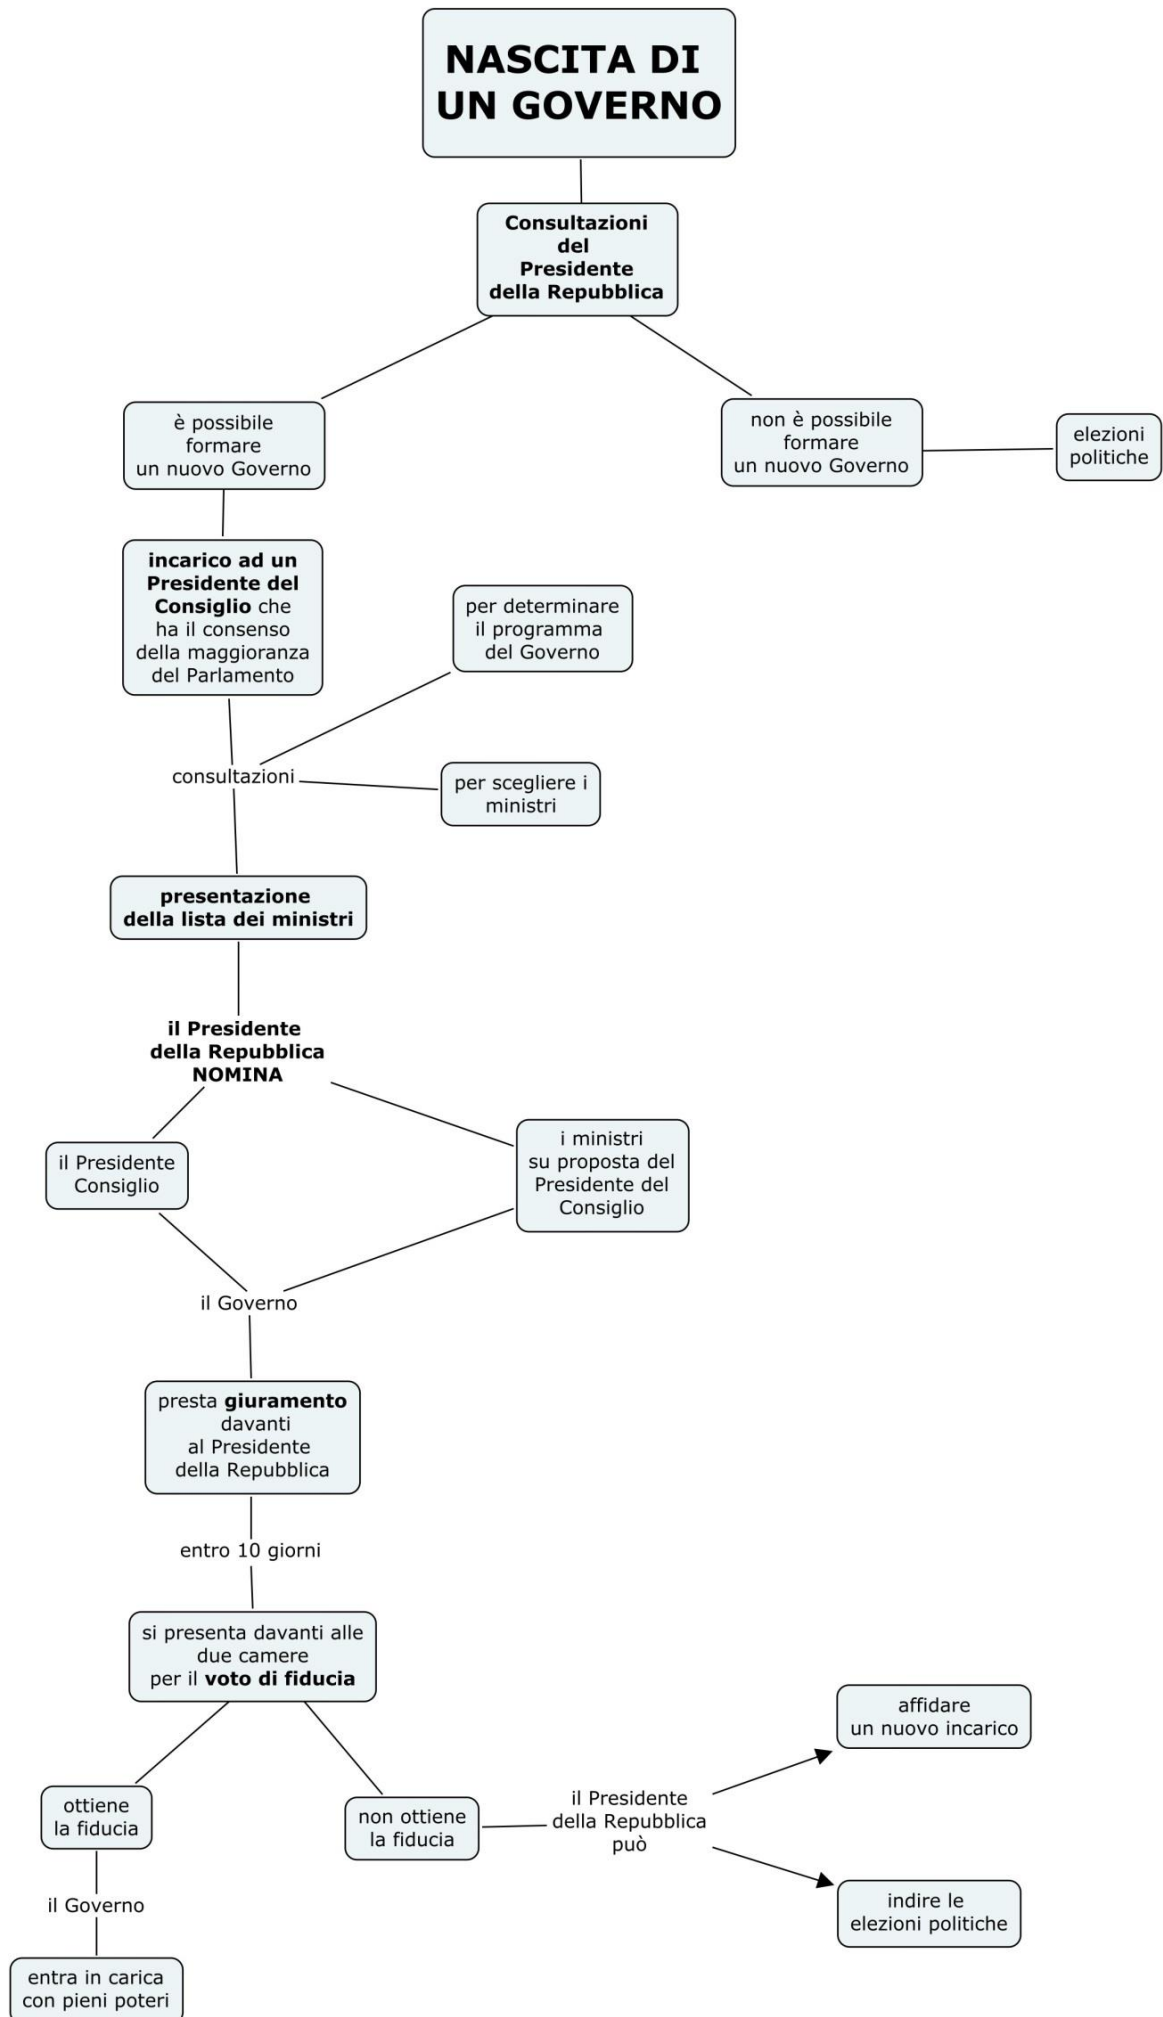 NASCITA DI
UN GOVERNO
Consultazioni
del
Presidente
della Repubblica
è possibile
formare
un nuovo Governo
non è possibile
formare
un nuovo Governo
elezioni
politiche
incarico ad un
Presidente del
Consiglio che
ha il consenso
della maggioranza
del Parlamento
per determinare
il programma
del Governo
consultazioni
per scegliere i
ministri
presentazione
della lista dei ministri
il Presidente
della Repubblica
NOMINA
il Presidente
Consiglio
i ministri
su proposta del
Presidente del
Consiglio
il Governo
presta giuramento
davanti
al Presidente
della Repubblica
entro 10 giorni
si presenta davanti alle
due camere
per il voto di fiducia
ottiene
la fiducia
non ottiene
la fiducia
il Presidente
della Repubblica
può
affidare
un nuovo incarico
indire le
elezioni politiche
il Governo
entra in carica
con pieni poteri